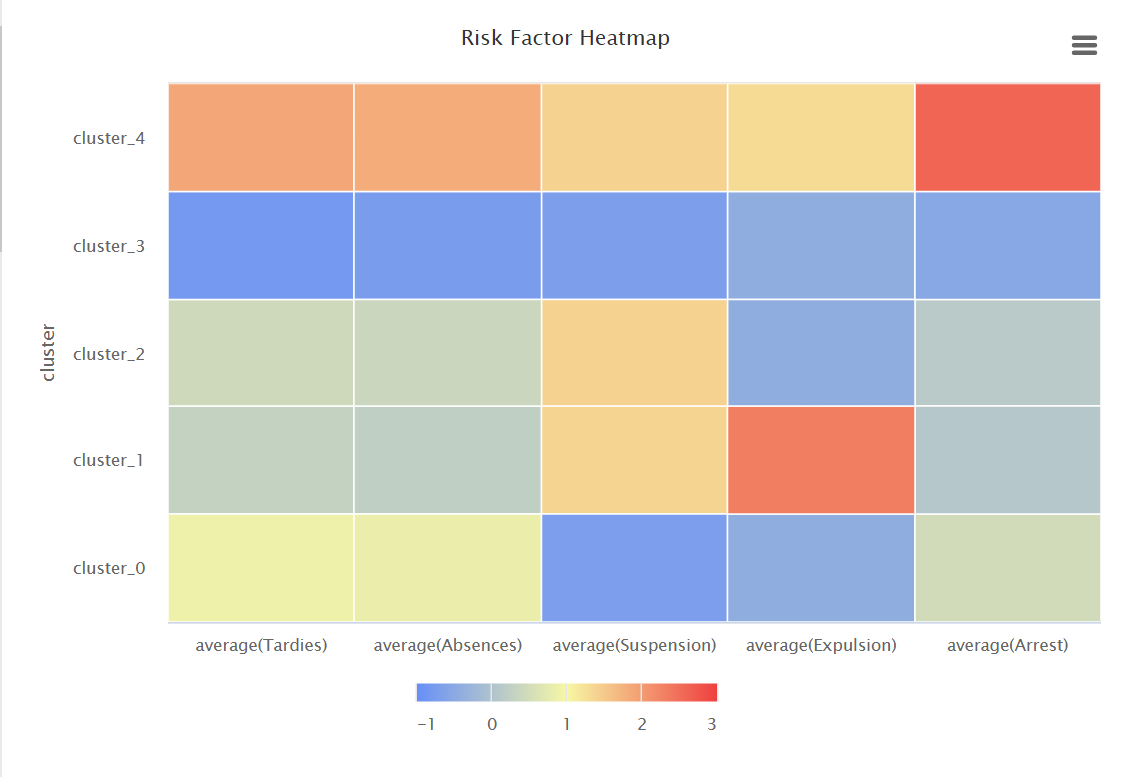 Risk Factor Heatmap
cluster
cluster_4
cluster_3
cluster_2
cluster_1
cluster_0
average(Tardies) average(Absences) average(Suspension) average(Expulsion) average(Arrest)
-1 0 1 2 3